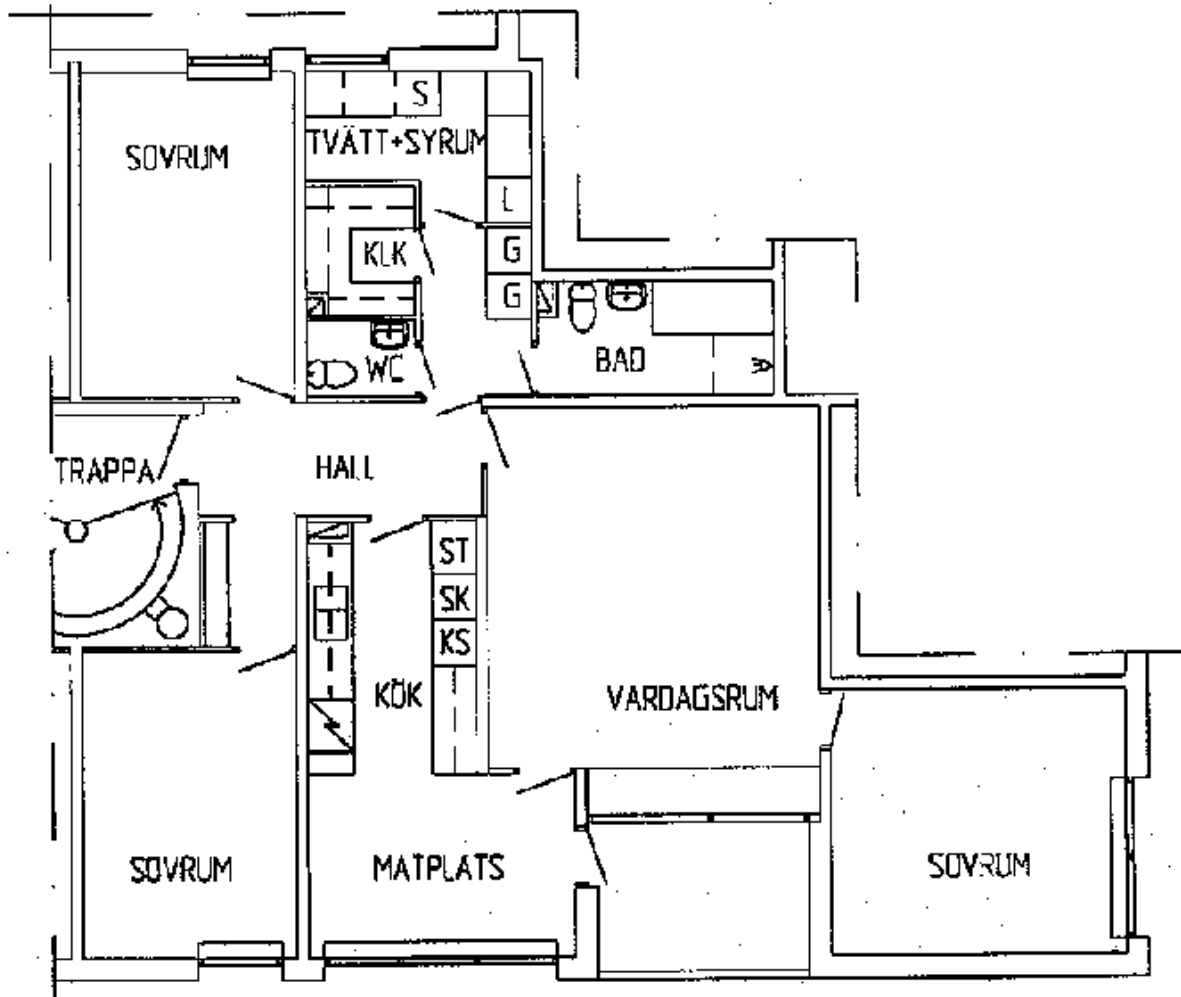 S
TVÄTT+SYRUM
SOVRUM
L
KLK
G
G
WC
BAD
TRAPPA
HALL
ST
SK
KS
KÖK
VARDAGSRUM
SOVRUM
MATPLATS
SOVRUM